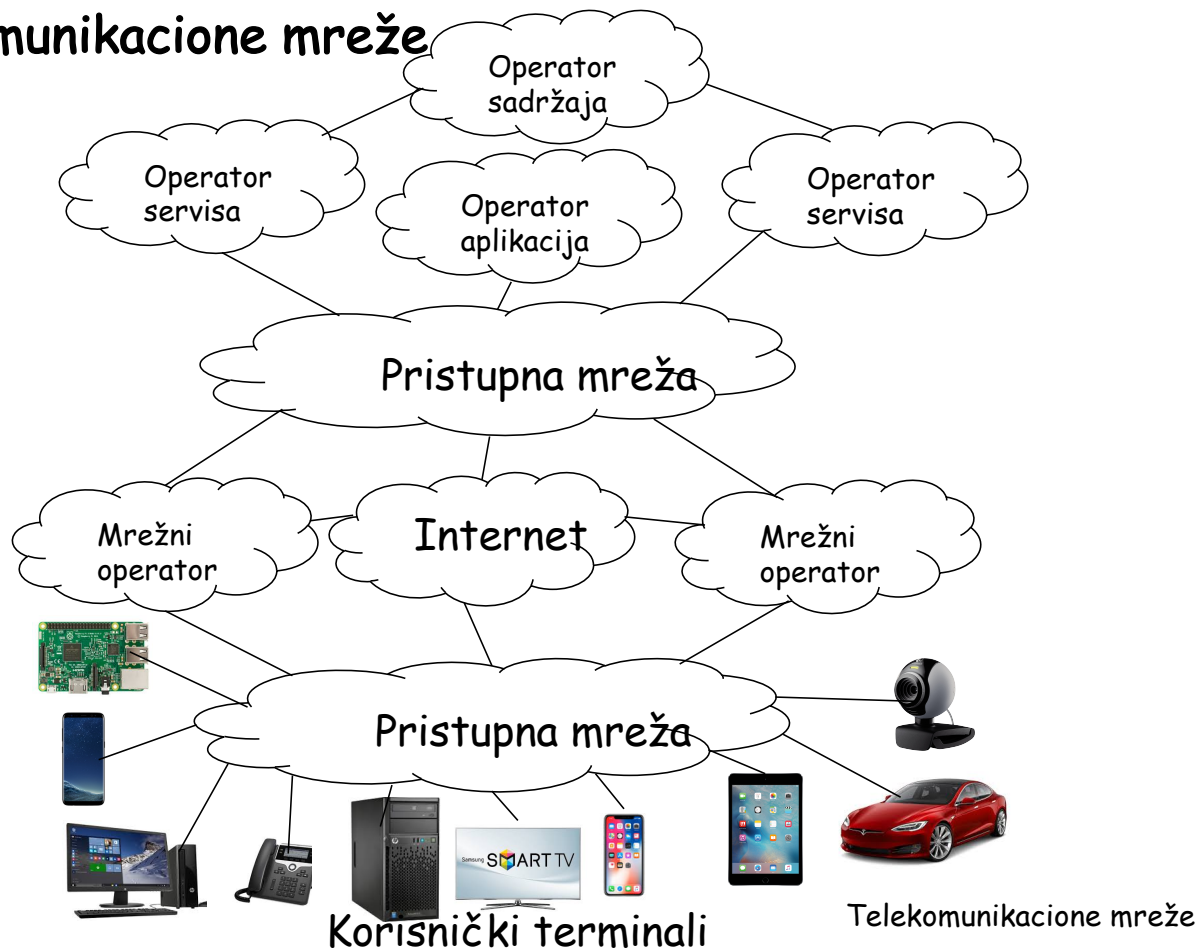 munikacione mreže
Operator
sadržaja
Operator
servisa
Operator
aplikacija
Operator
servisa
Pristupna mreža
Mrežni
operator
Internet
Mrežni
operator
Pristupna mreža
Samsung SMART TV
Korisnički terminali
Telekomunikacione mreže